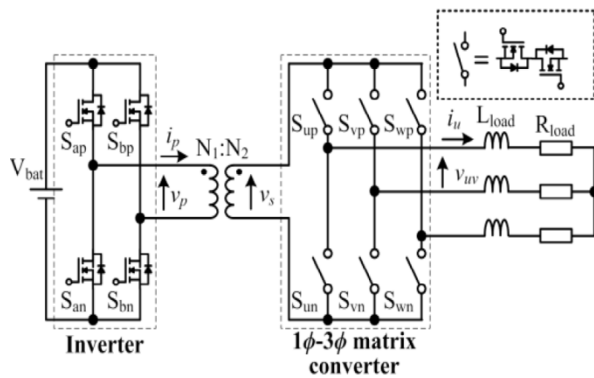 S_ap
S_bp
V_bat
i_p
N_1:N_2
v_p
v_s
S_an
S_bn
Inverter
S_up
S_vp
S_wp
i_u
L_load
R_load
v_uv
S_un
S_vn
S_wn
1ϕ-3ϕ matrix
converter
=